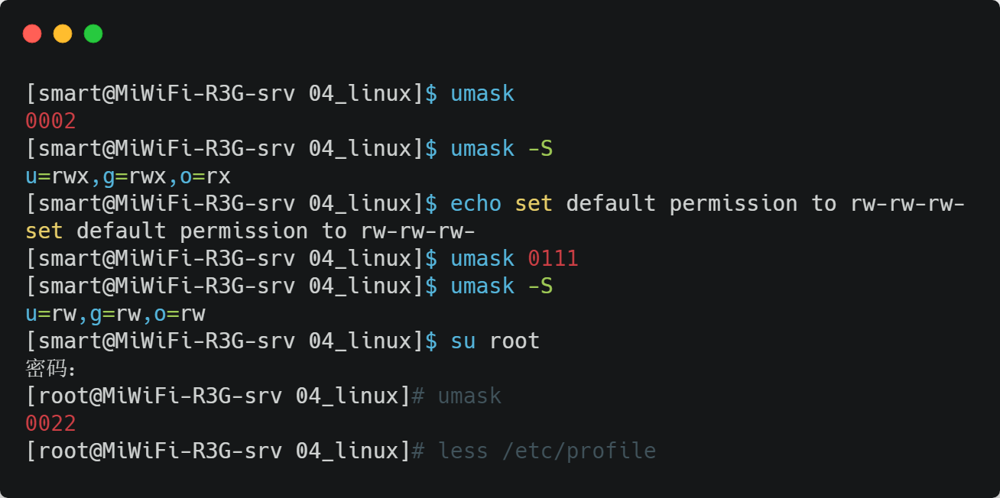 [smart@MiWiFi-R3G-srv 04_linux]$ umask
0002
[smart@MiWiFi-R3G-srv 04_linux]$ umask -S
u=rwx,g=rwx,o=rx
[smart@MiWiFi-R3G-srv 04_linux]$ echo set default permission to rw-rw-rw-
set default permission to rw-rw-rw-
[smart@MiWiFi-R3G-srv 04_linux]$ umask 0111
[smart@MiWiFi-R3G-srv 04_linux]$ umask -S
u=rw,g=rw,o=rw
[smart@MiWiFi-R3G-srv 04_linux]$ su root
密码：
[root@MiWiFi-R3G-srv 04_linux]# umask
0022
[root@MiWiFi-R3G-srv 04_linux]# less /etc/profile